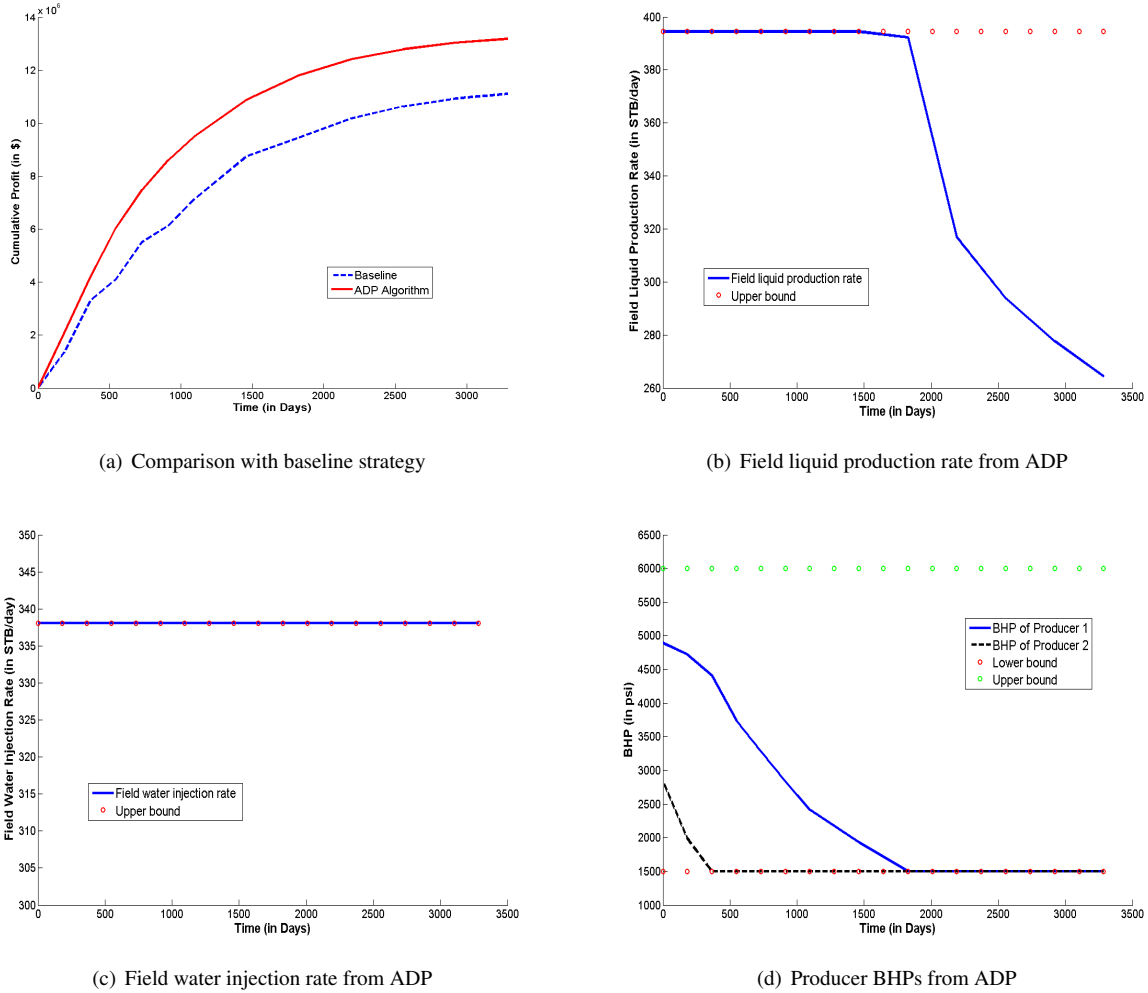 14 x 10⁶
12
10
8
6
4
2
0
0 500 1000 1500 2000 2500 3000
Cumulative Profit (in $)
Time (in Days)
Baseline
ADP Algorithm
(a) Comparison with baseline strategy
400
380
360
340
320
300
280
260
0 500 1000 1500 2000 2500 3000 3500
Field Liquid Production Rate (in STB/day)
Time (in Days)
Field liquid production rate
Upper bound
(b) Field liquid production rate from ADP
350
345
340
335
330
325
320
315
310
305
300
0 500 1000 1500 2000 2500 3000 3500
Field Water Injection Rate (in STB/day)
Time (in Days)
Field water injection rate
Upper bound
(c) Field water injection rate from ADP
6500
6000
5500
5000
4500
4000
3500
3000
2500
2000
1500
1000
0 500 1000 1500 2000 2500 3000 3500
BHP (in psi)
Time (in Days)
BHP of Producer 1
BHP of Producer 2
Lower bound
Upper bound
(d) Producer BHPs from ADP